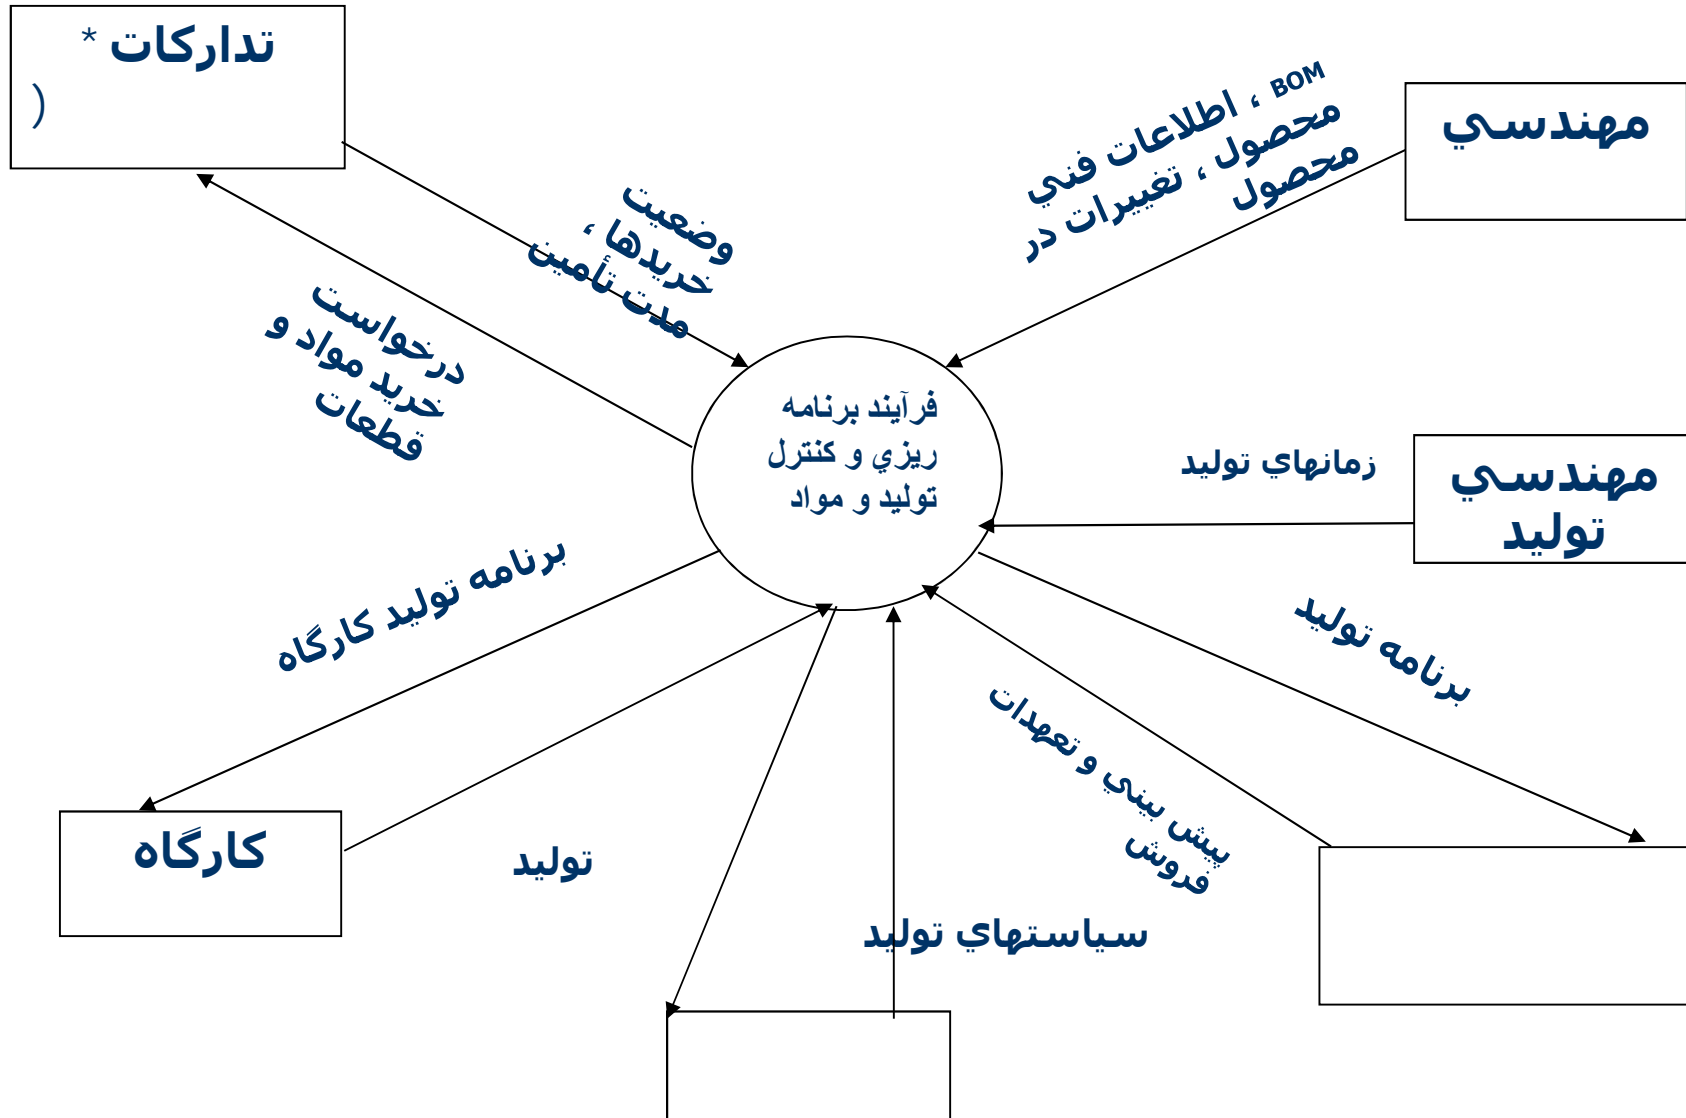 تداركات *
(
BOM ، اطلاعات فني
محصول ، تغييرات در
محصول
مهندسي
وضعيت
خريدها ،
مدت تأمين
درخواست
خريد مواد و
قطعات
فرآيند برنامه
ريزي و كنترل
توليد و مواد
زمانهاي توليد
مهندسي
توليد
برنامه توليد كارگاه
برنامه توليد
پيش بيني و تعهدات
فروش
كارگاه
توليد
سياستهاي توليد